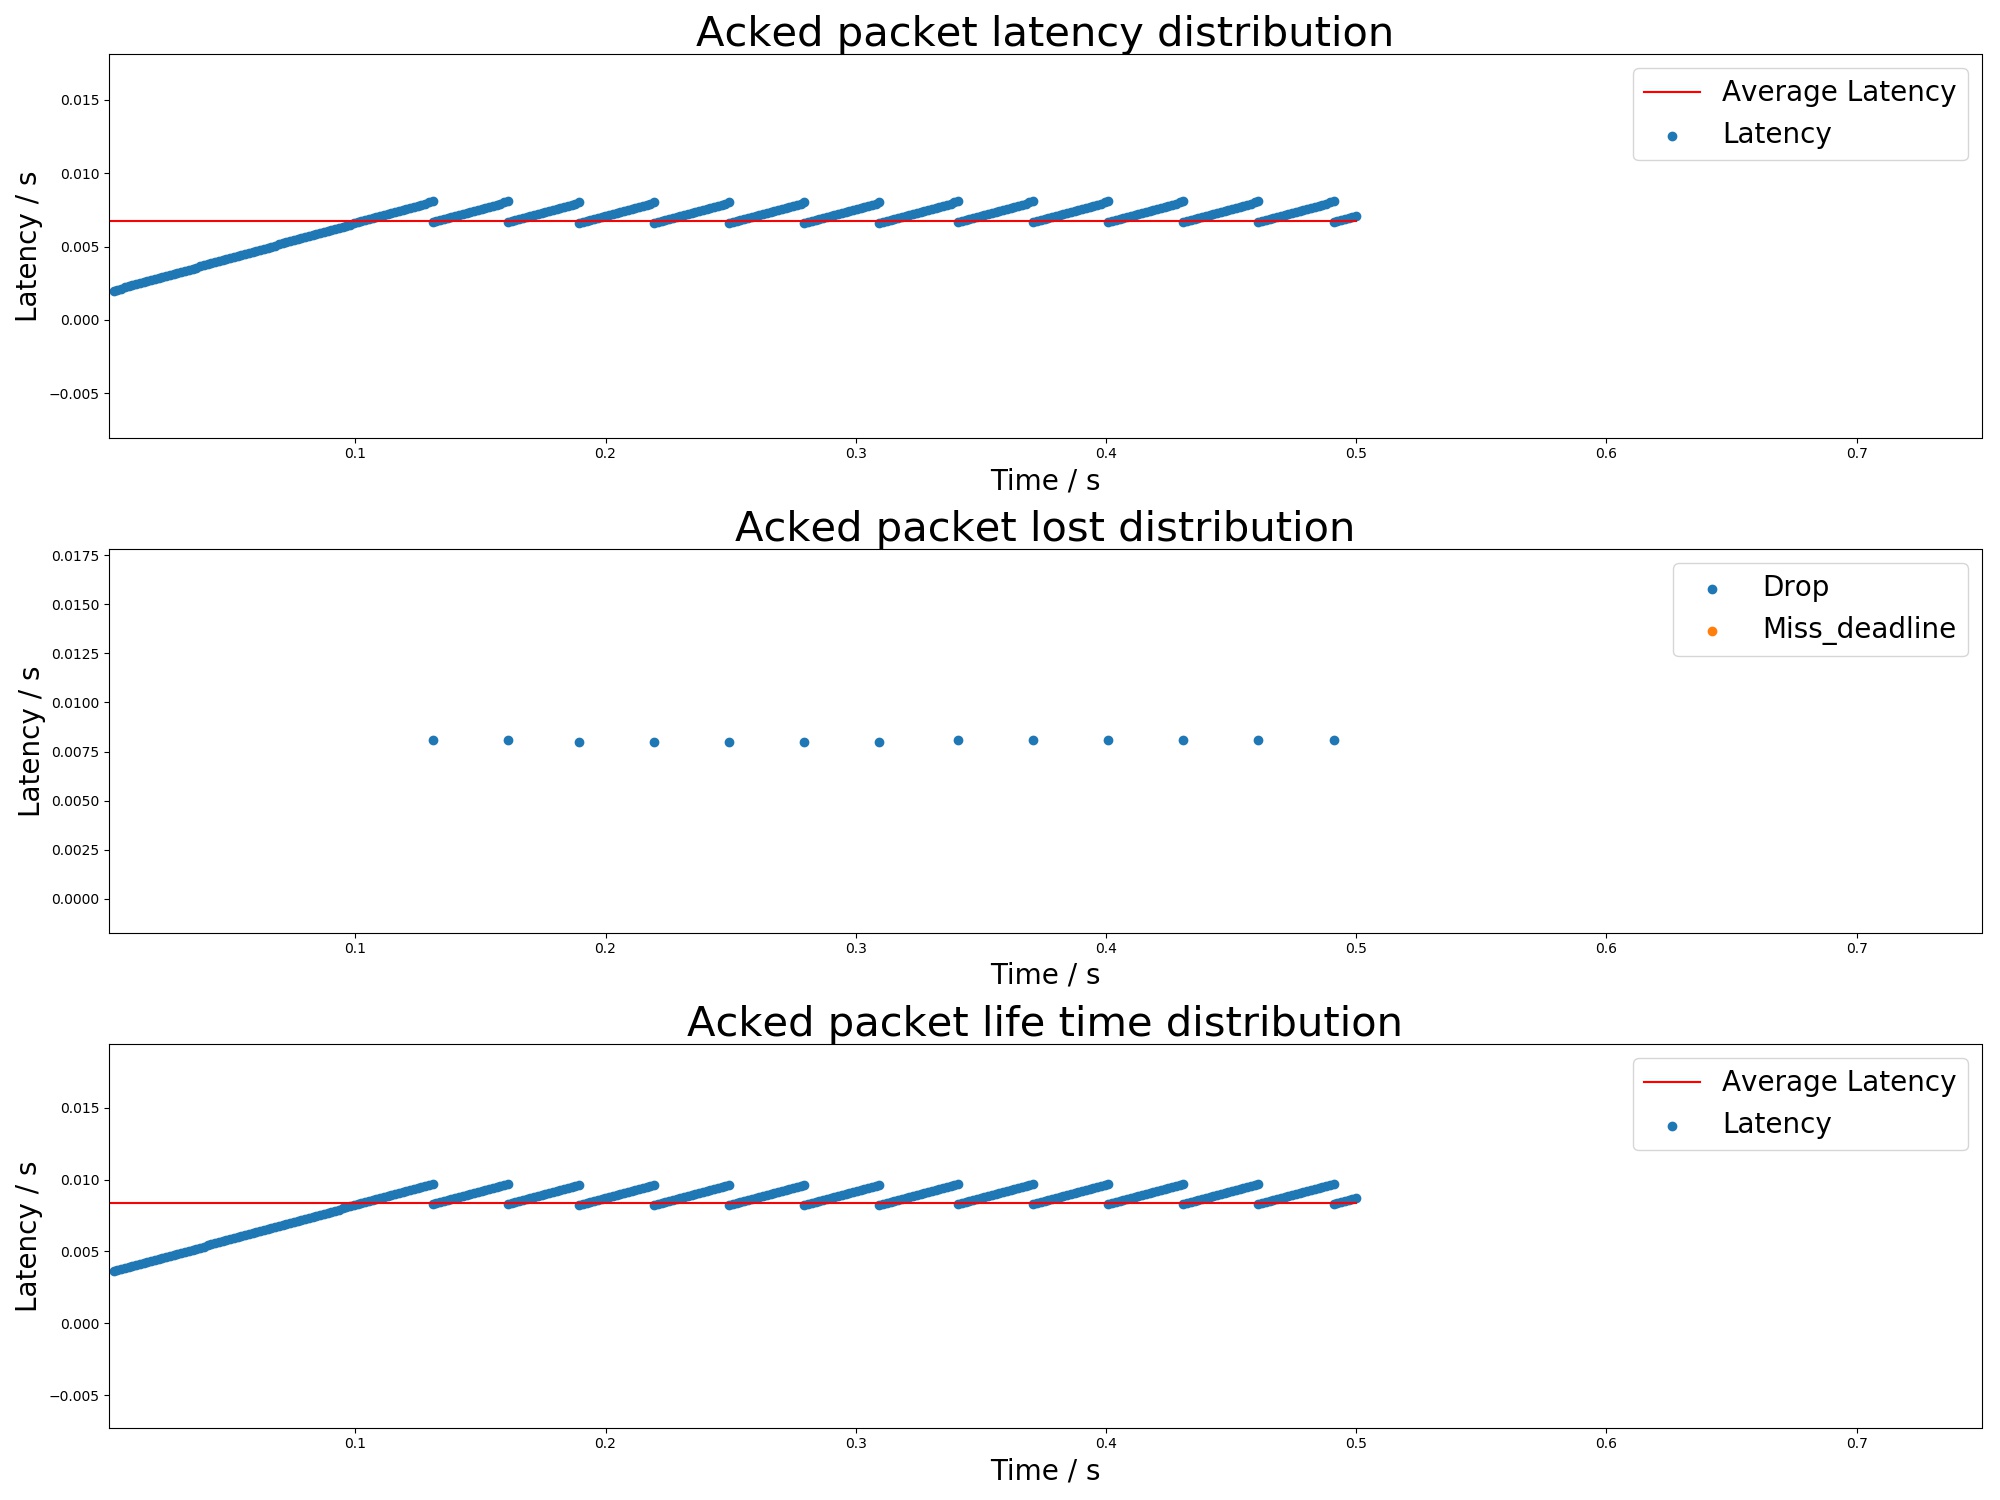 Acked packet latency distribution
0.015
0.010
0.005
0.000
−0.005
Latency / s
Average Latency
Latency
0.1 0.2 0.3 0.4 0.5 0.6 0.7
Time / s
Acked packet lost distribution
0.0175
0.0150
0.0125
0.0100
0.0075
0.0050
0.0025
0.0000
Latency / s
Drop
Miss_deadline
0.1 0.2 0.3 0.4 0.5 0.6 0.7
Time / s
Acked packet life time distribution
0.015
0.010
0.005
0.000
−0.005
Latency / s
Average Latency
Latency
0.1 0.2 0.3 0.4 0.5 0.6 0.7
Time / s